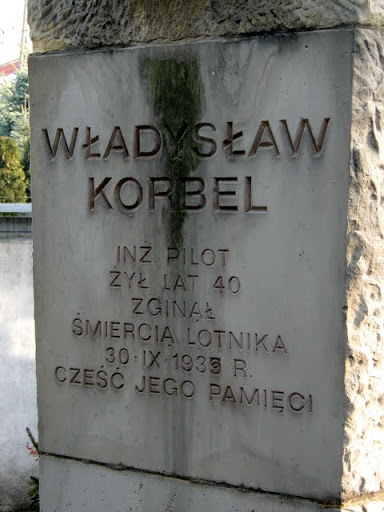 WŁADYSŁAW
KORBEL
INŻ PILOT
ŻYŁ LAT 40
ZGINĄŁ
ŚMIERCIĄ LOTNIKA
30·IX·1935 R.
CZEŚĆ JEGO PAMIĘCI